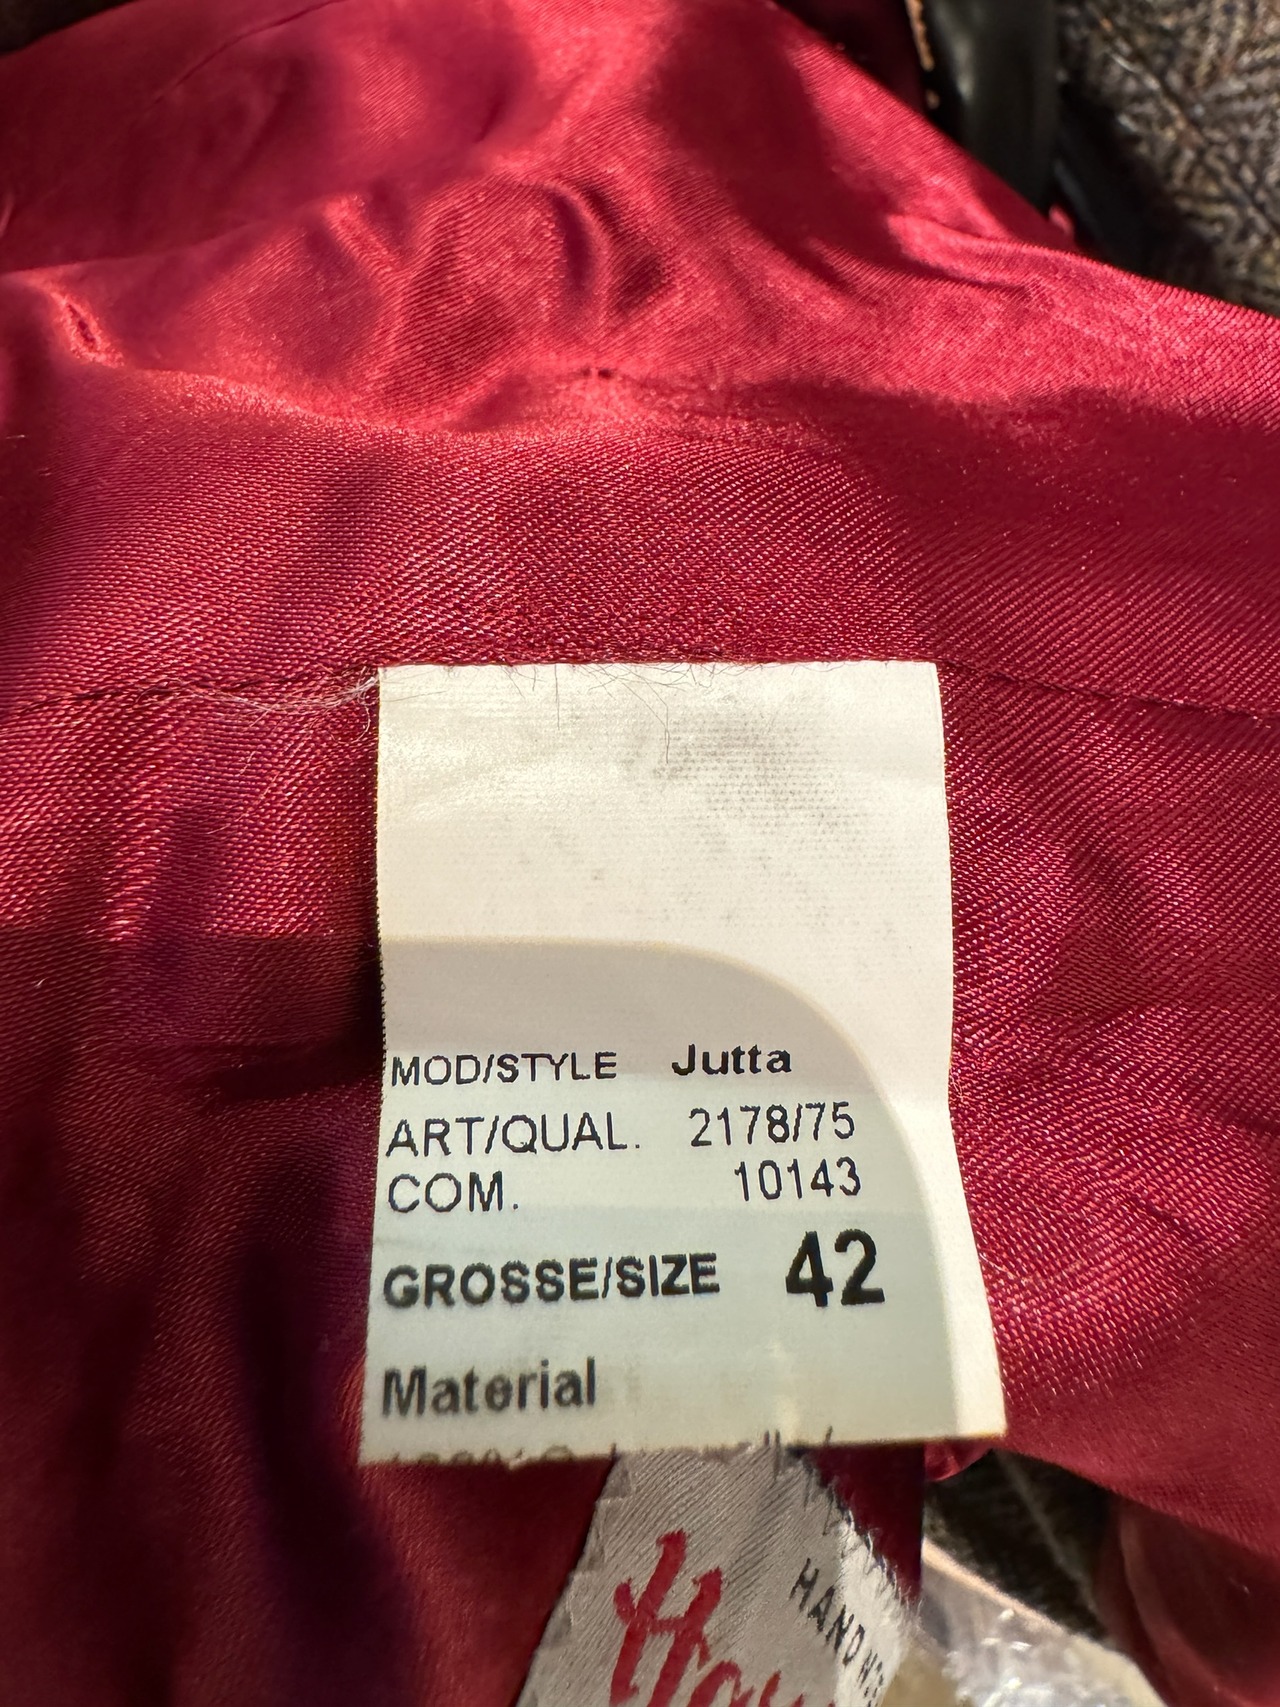 MOD/STYLE Jutta
ART/QUAL. 2178/75
COM. 10143
GROSSE/SIZE 42
Material